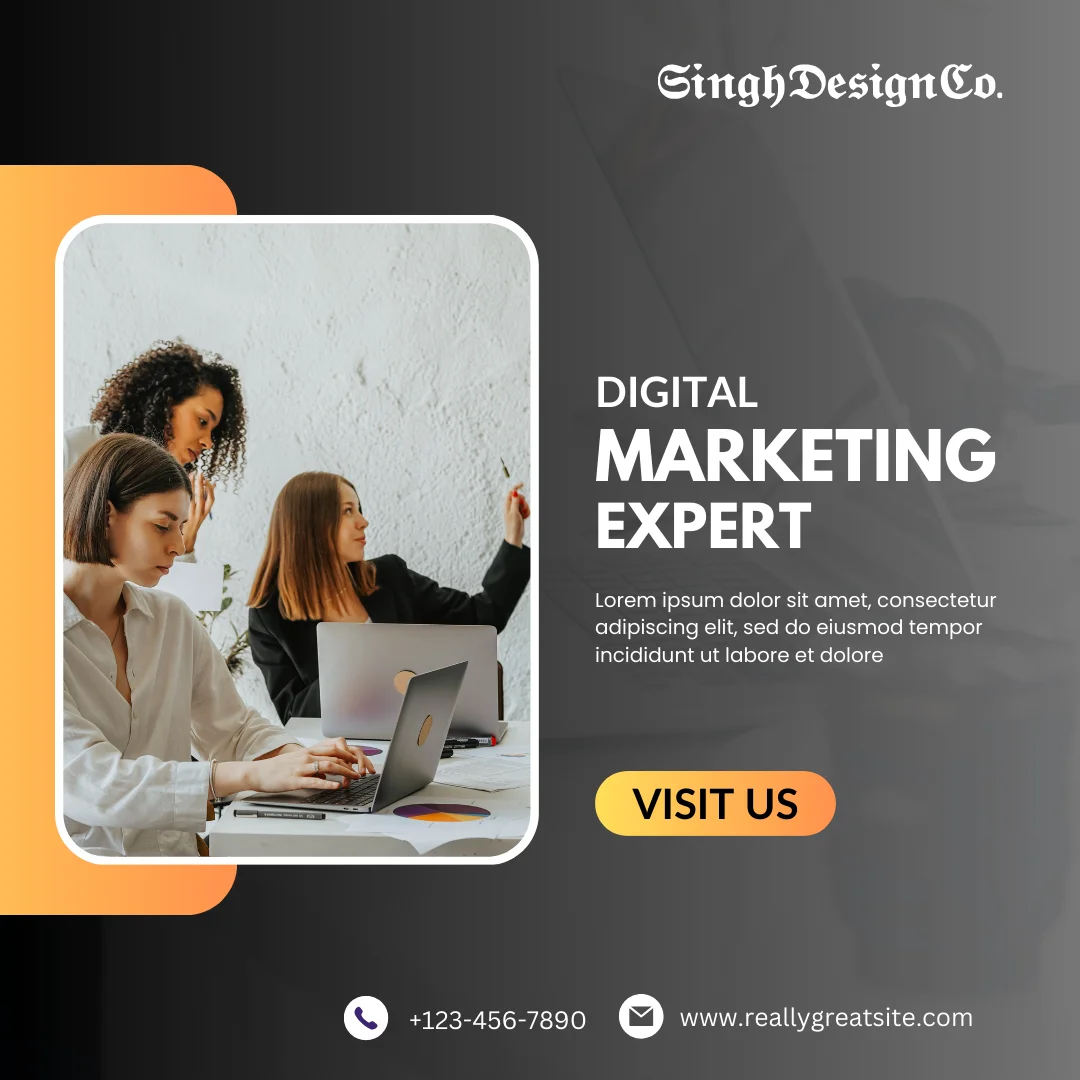 SinghDesignCo.
DIGITAL
MARKETING
EXPERT
Lorem ipsum dolor sit amet, consectetur
adipiscing elit, sed do eiusmod tempor
incididunt ut labore et dolore
VISIT US
+123-456-7890
www.reallygreatsite.com